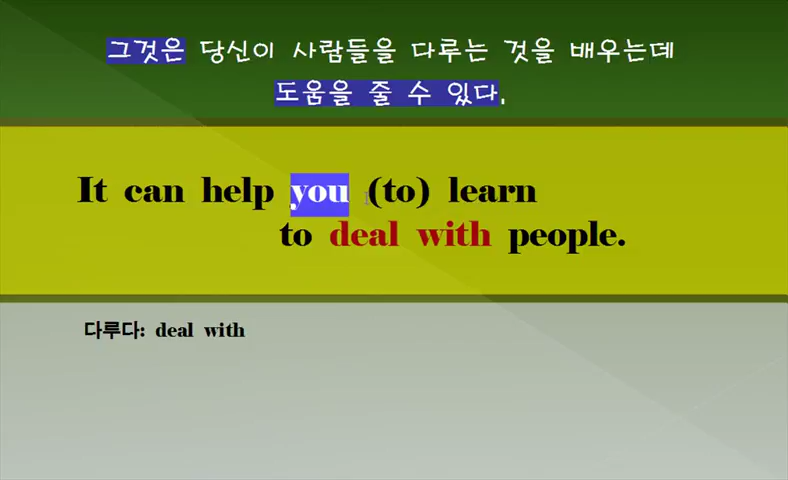 그것은 당신이 사람들을 다루는 것을 배우는데
도움을 줄 수 있다.
It can help you (to) learn
to deal with people.
다루다: deal with